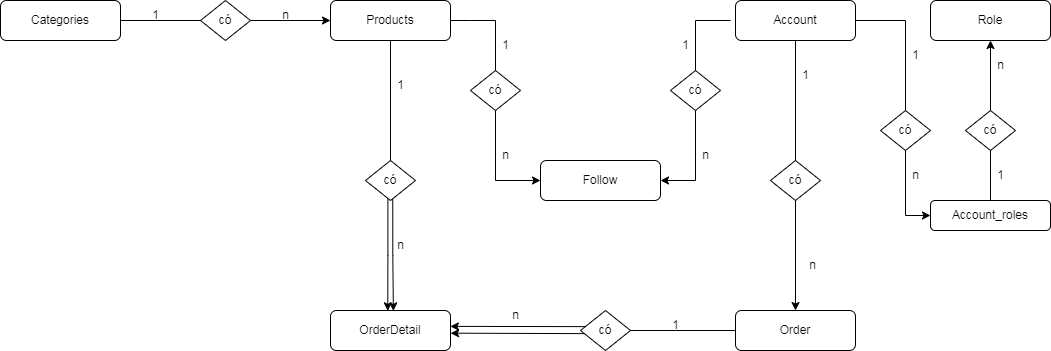 Categories 1 có n Products 1 1 Account 1 Role
1 có n có 1 n
1 có có n
n Follow n có n 1 Account_roles
có
n n
OrderDetail n có 1 Order